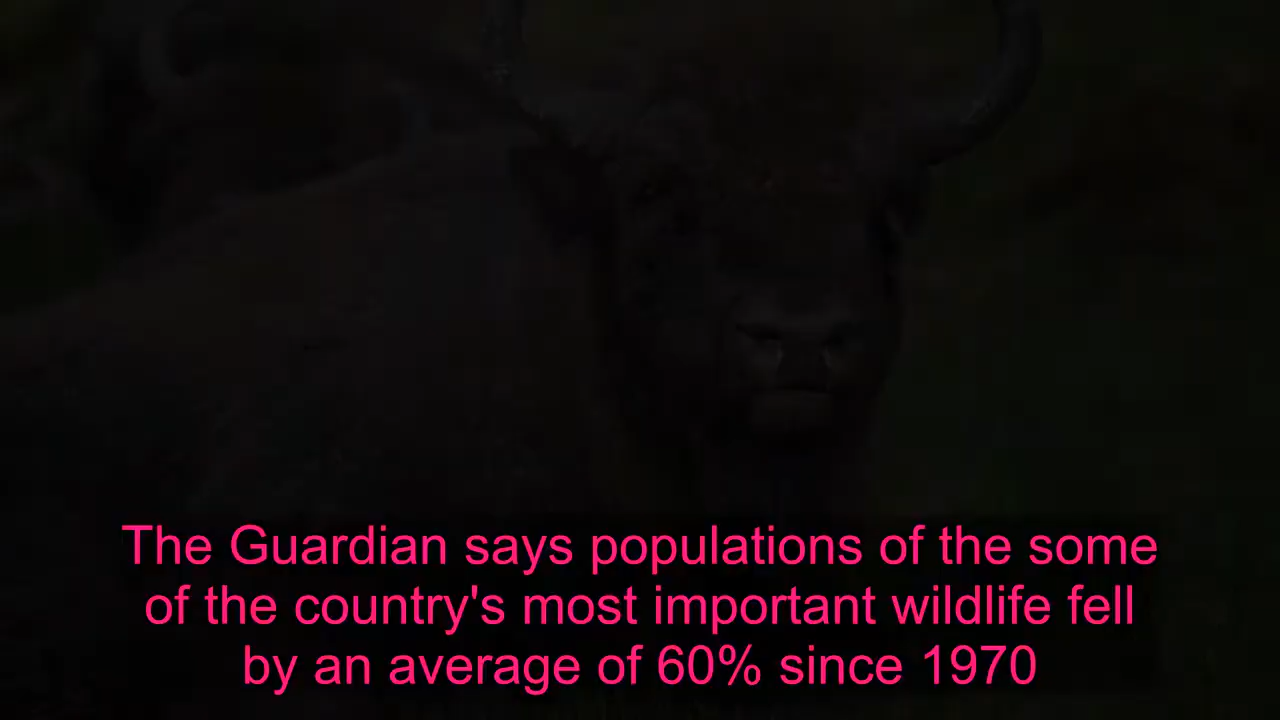 The Guardian says populations of the some
of the country's most important wildlife fell
by an average of 60% since 1970